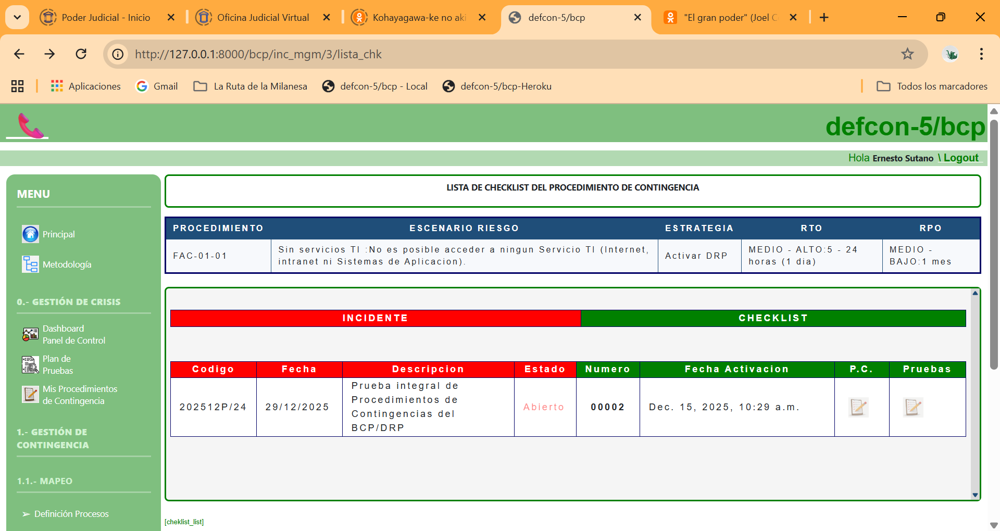 Poder Judicial - Inicio
Oficina Judicial Virtual
Kohayagawa-ke no aki
defcon-5/bcp
"El gran poder" (Joel C
http://127.0.0.1:8000/bcp/inc_mgm/3/lista_chk
Aplicaciones
Gmail
La Ruta de la Milanesa
defcon-5/bcp - Local
defcon-5/bcp-Heroku
Todos los marcadores
defcon-5/bcp
Hola Ernesto Sutano \ Logout
MENU
Principal
Metodología
0.- GESTIÓN DE CRISIS
Dashboard
Panel de Control
Plan de
Pruebas
Mis Procedimientos
de Contingencia
1.- GESTIÓN DE
CONTINGENCIA
1.1.- MAPEO
➢ Definición Procesos
LISTA DE CHECKLIST DEL PROCEDIMIENTO DE CONTINGENCIA
PROCEDIMIENTO ESCENARIO RIESGO ESTRATEGIA RTO RPO
FAC-01-01
Sin servicios TI :No es posible acceder a ningun Servicio TI (Internet,
intranet ni Sistemas de Aplicacion).
Activar DRP
MEDIO - ALTO:5 - 24
horas (1 dia)
MEDIO -
BAJO:1 mes
INCIDENTE CHECKLIST
Codigo Fecha Descripcion Estado Numero Fecha Activacion P.C. Pruebas
202512P/24
29/12/2025
Prueba integral de
Procedimientos de
Contingencias del
BCP/DRP
Abierto
00002
Dec. 15, 2025, 10:29 a.m.
[cheklist_list]